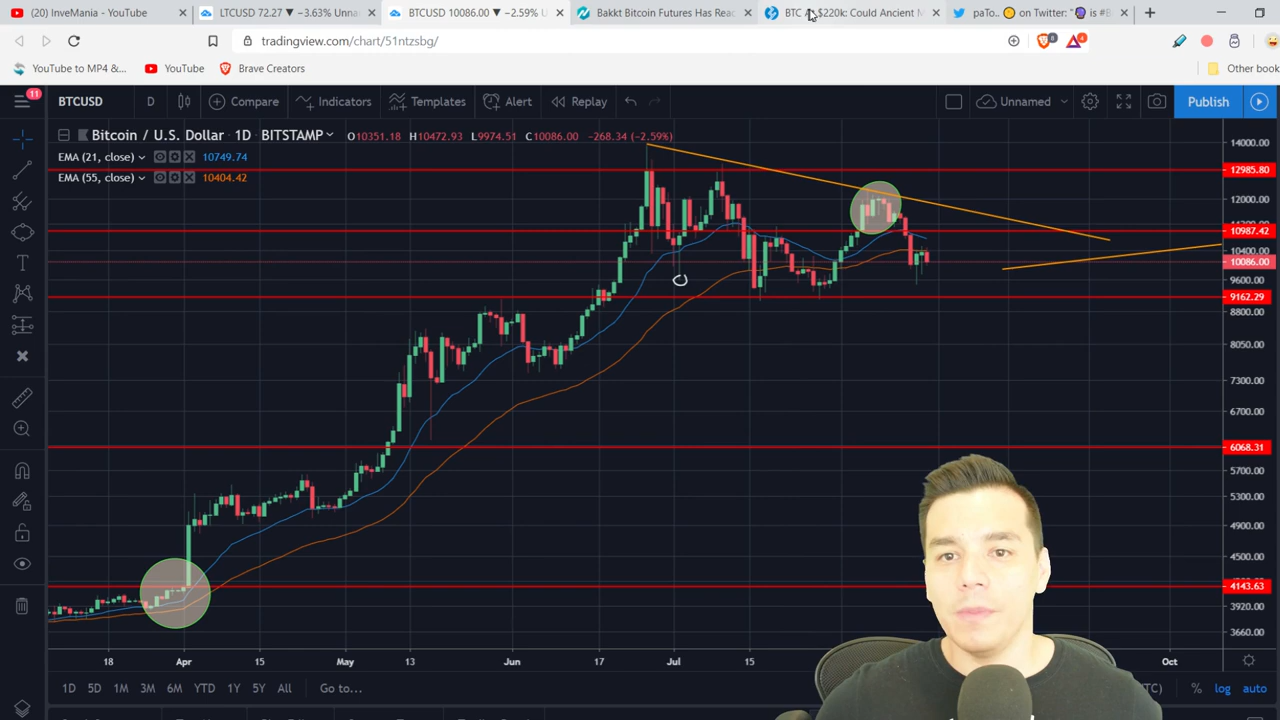 (20) InveMania - YouTube
LTCUSD 72.27 ▼ −3.63% Unna
BTCUSD 10086.00 ▼ −2.59% U
Bakkt Bitcoin Futures Has Rea
BTC $220k: Could Ancient M
paTo.. on Twitter: " is #B
tradingview.com/chart/51ntzsbg/
8
4
YouTube to MP4 &...
YouTube
Brave Creators
Other book
11
BTCUSD
D
Compare
Indicators
Templates
Alert
Replay
Unnamed
Publish
Bitcoin / U.S. Dollar · 1D · BITSTAMP
O10351.18 H10472.93 L9974.51 C10086.00 −268.34 (−2.59%)
EMA (21, close) 10749.74
EMA (55, close) 10404.42
14000.00
12985.80
12000.00
10987.42
10400.00
10086.00
9600.00
9162.29
8800.00
8050.00
7300.00
6700.00
6068.31
5700.00
5300.00
4900.00
4500.00
4143.63
3920.00
3660.00
18
Apr
15
May
13
Jun
17
Jul
15
Oct
1D
5D
1M
3M
6M
YTD
1Y
5Y
All
Go to...
TC)
%
log
auto